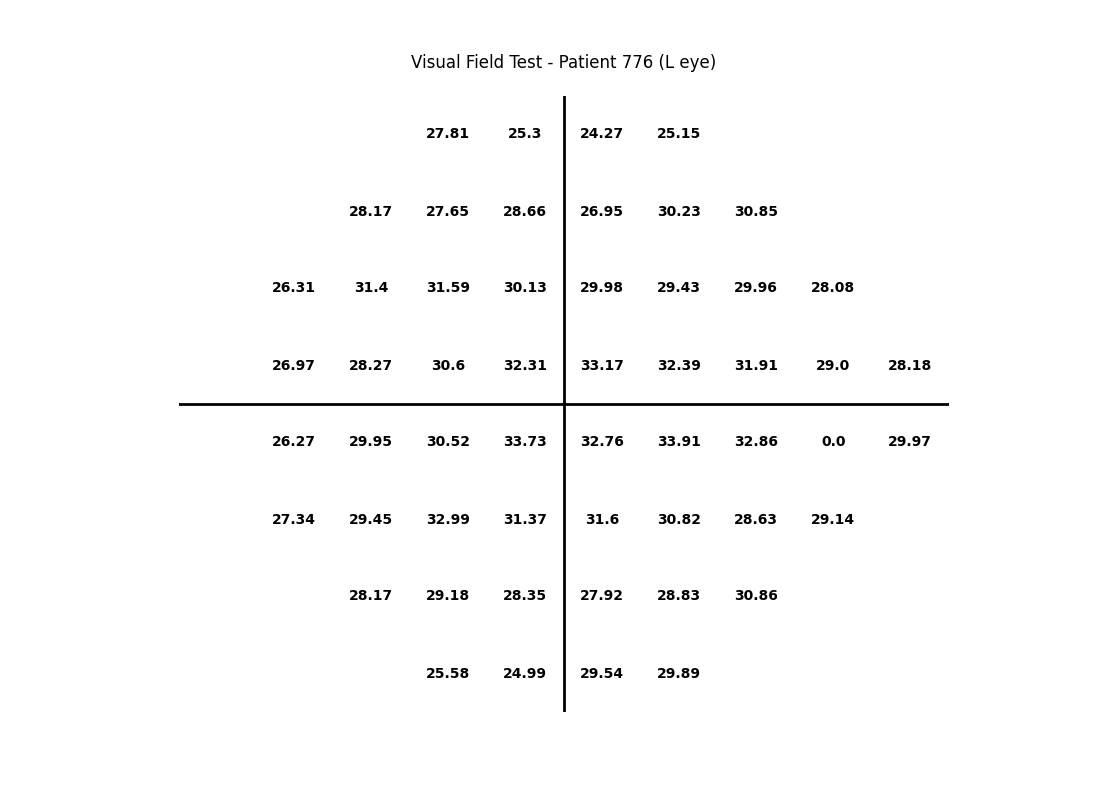 Visual Field Test - Patient 776 (L eye)
27.81 25.3 24.27 25.15
28.17 27.65 28.66 26.95 30.23 30.85
26.31 31.4 31.59 30.13 29.98 29.43 29.96 28.08
26.97 28.27 30.6 32.31 33.17 32.39 31.91 29.0 28.18
26.27 29.95 30.52 33.73 32.76 33.91 32.86 0.0 29.97
27.34 29.45 32.99 31.37 31.6 30.82 28.63 29.14
28.17 29.18 28.35 27.92 28.83 30.86
25.58 24.99 29.54 29.89